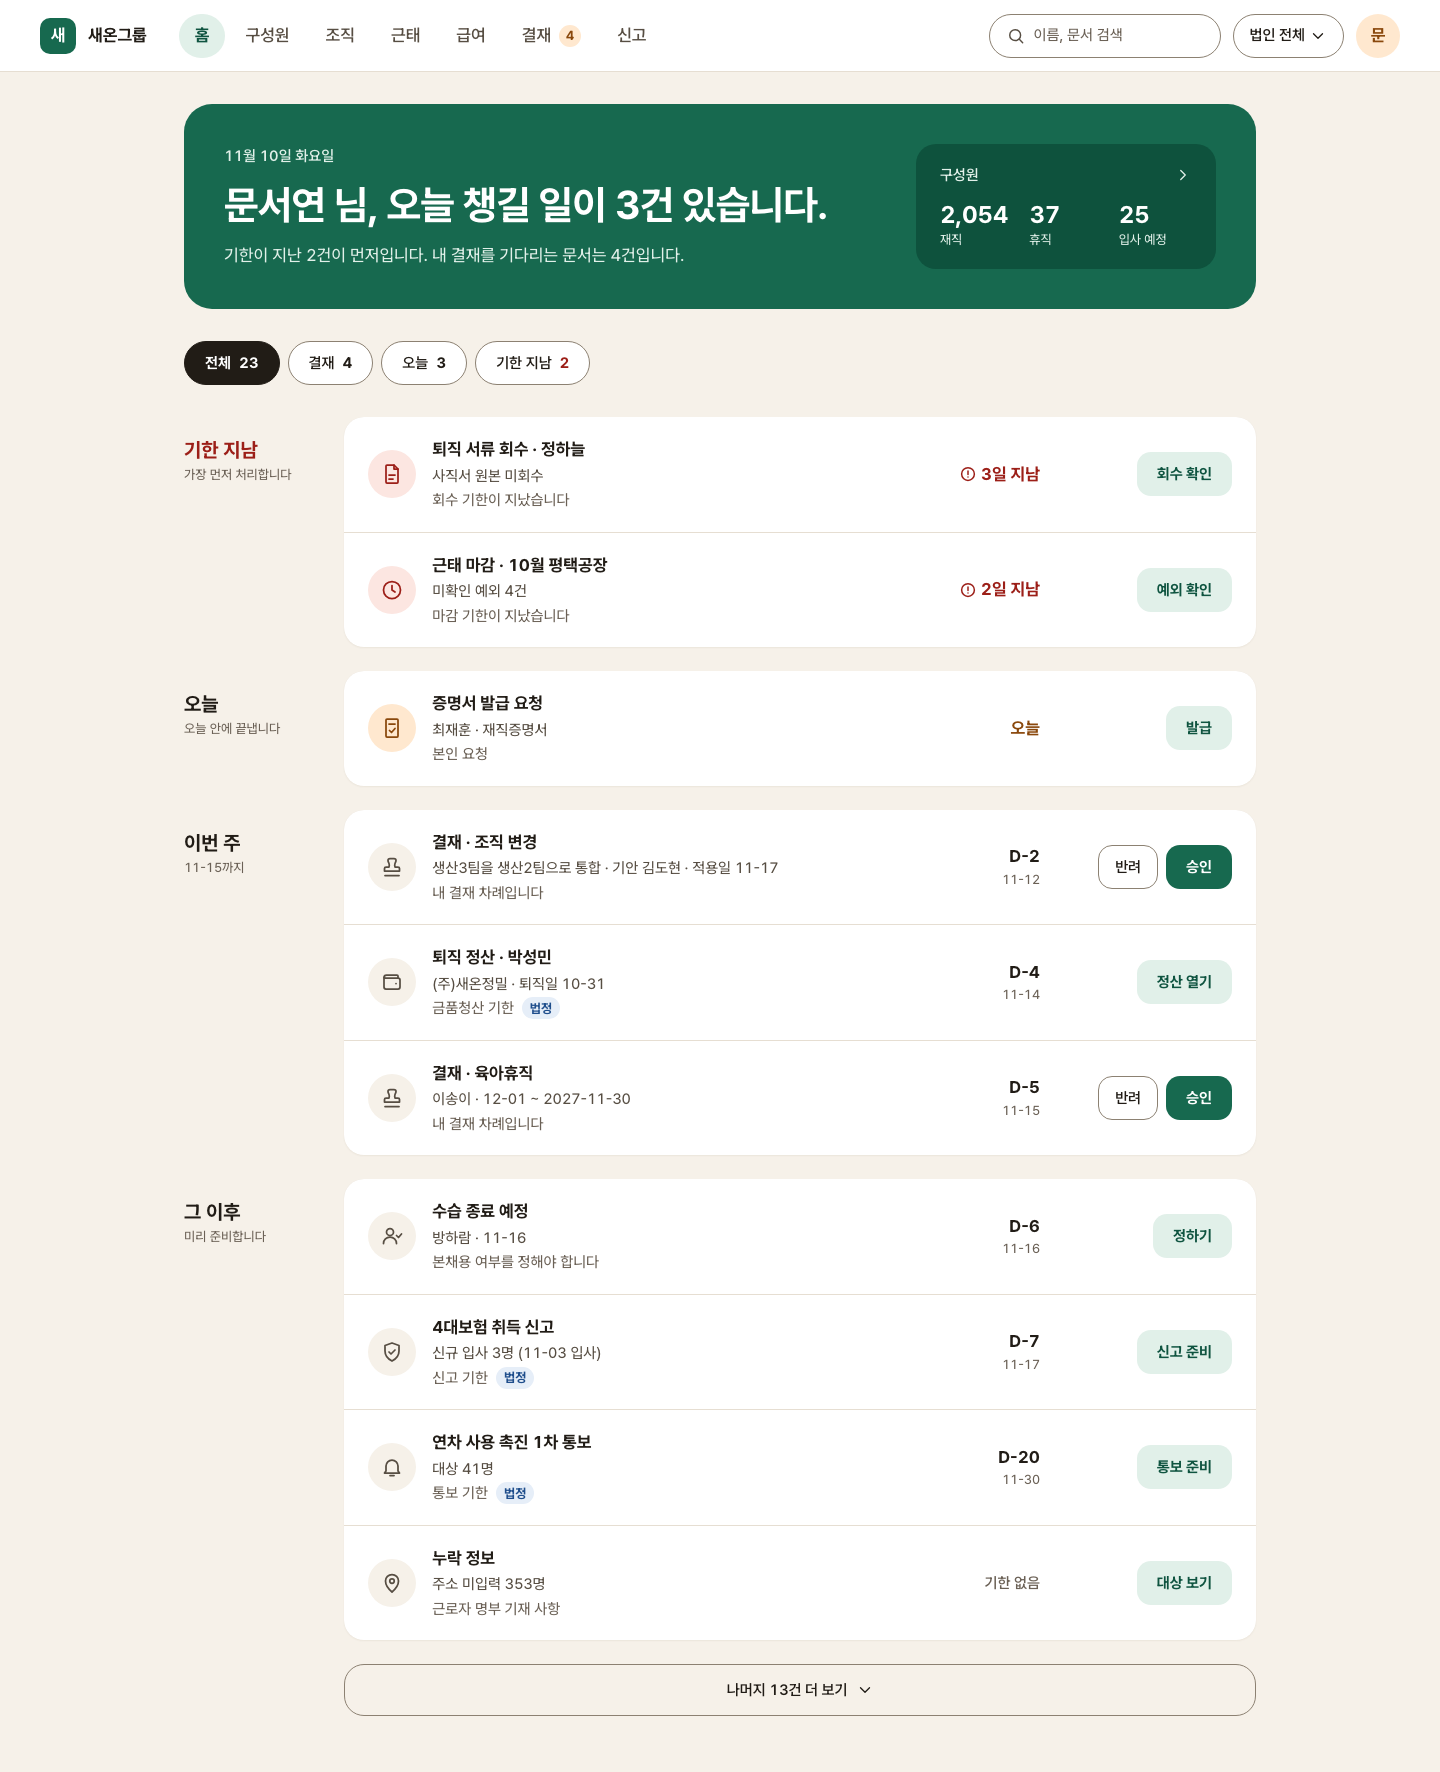 새 새온그룹 홈 구성원 조직 근태 급여 결재 4 신고 이름, 문서 검색 법인 전체 문
11월 10일 화요일
문서연 님, 오늘 챙길 일이 3건 있습니다.
기한이 지난 2건이 먼저입니다. 내 결재를 기다리는 문서는 4건입니다.
구성원
2,054 37 25
재직 휴직 입사 예정
전체 23 결재 4 오늘 3 기한 지남 2
기한 지남
가장 먼저 처리합니다
퇴직 서류 회수 · 정하늘
사직서 원본 미회수
회수 기한이 지났습니다
3일 지남
회수 확인
근태 마감 · 10월 평택공장
미확인 예외 4건
마감 기한이 지났습니다
2일 지남
예외 확인
오늘
오늘 안에 끝냅니다
증명서 발급 요청
최재훈 · 재직증명서
본인 요청
오늘
발급
이번 주
11-15까지
결재 · 조직 변경
생산3팀을 생산2팀으로 통합 · 기안 김도현 · 적용일 11-17
내 결재 차례입니다
D-2
11-12
반려 승인
퇴직 정산 · 박성민
(주)새온정밀 · 퇴직일 10-31
금품청산 기한 법정
D-4
11-14
정산 열기
결재 · 육아휴직
이송이 · 12-01 ~ 2027-11-30
내 결재 차례입니다
D-5
11-15
반려 승인
그 이후
미리 준비합니다
수습 종료 예정
방하람 · 11-16
본채용 여부를 정해야 합니다
D-6
11-16
정하기
4대보험 취득 신고
신규 입사 3명 (11-03 입사)
신고 기한 법정
D-7
11-17
신고 준비
연차 사용 촉진 1차 통보
대상 41명
통보 기한 법정
D-20
11-30
통보 준비
누락 정보
주소 미입력 353명
근로자 명부 기재 사항
기한 없음
대상 보기
나머지 13건 더 보기